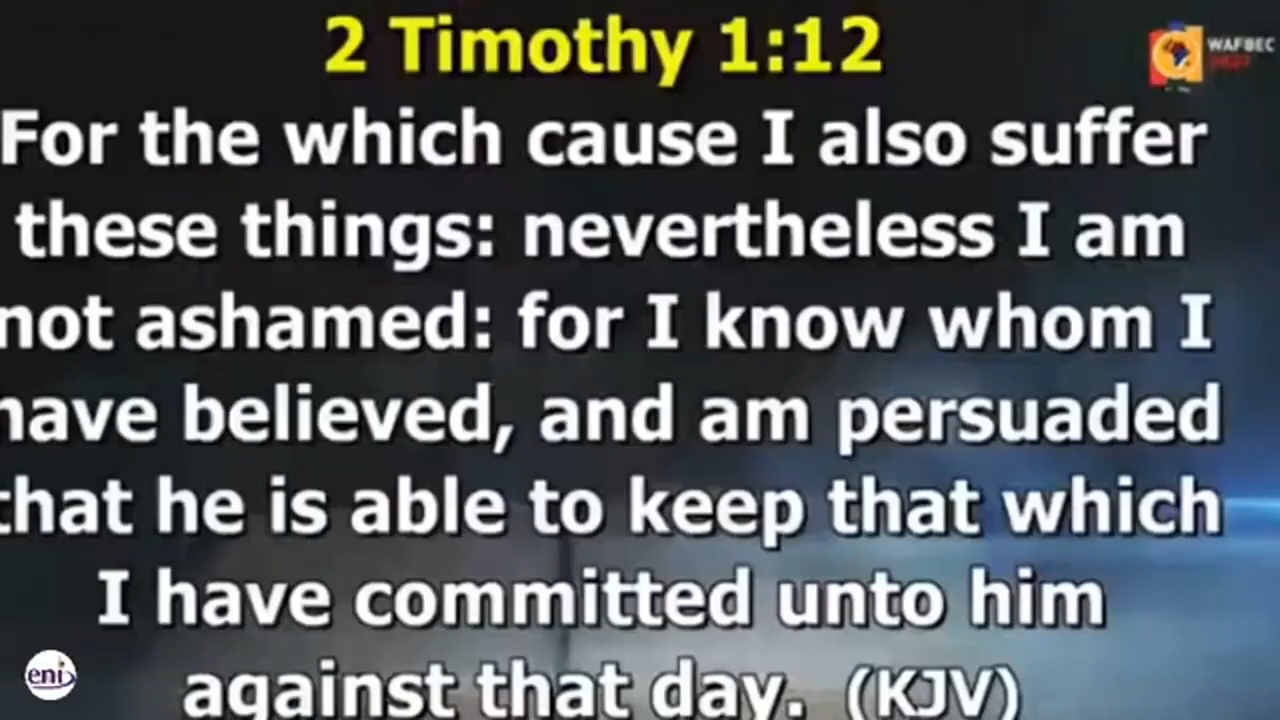 2 Timothy 1:12
WAFBEC
For the which cause I also suffer
these things: nevertheless I am
not ashamed: for I know whom I
have believed, and am persuaded
that he is able to keep that which
I have committed unto him
against that day. (KJV)
eni